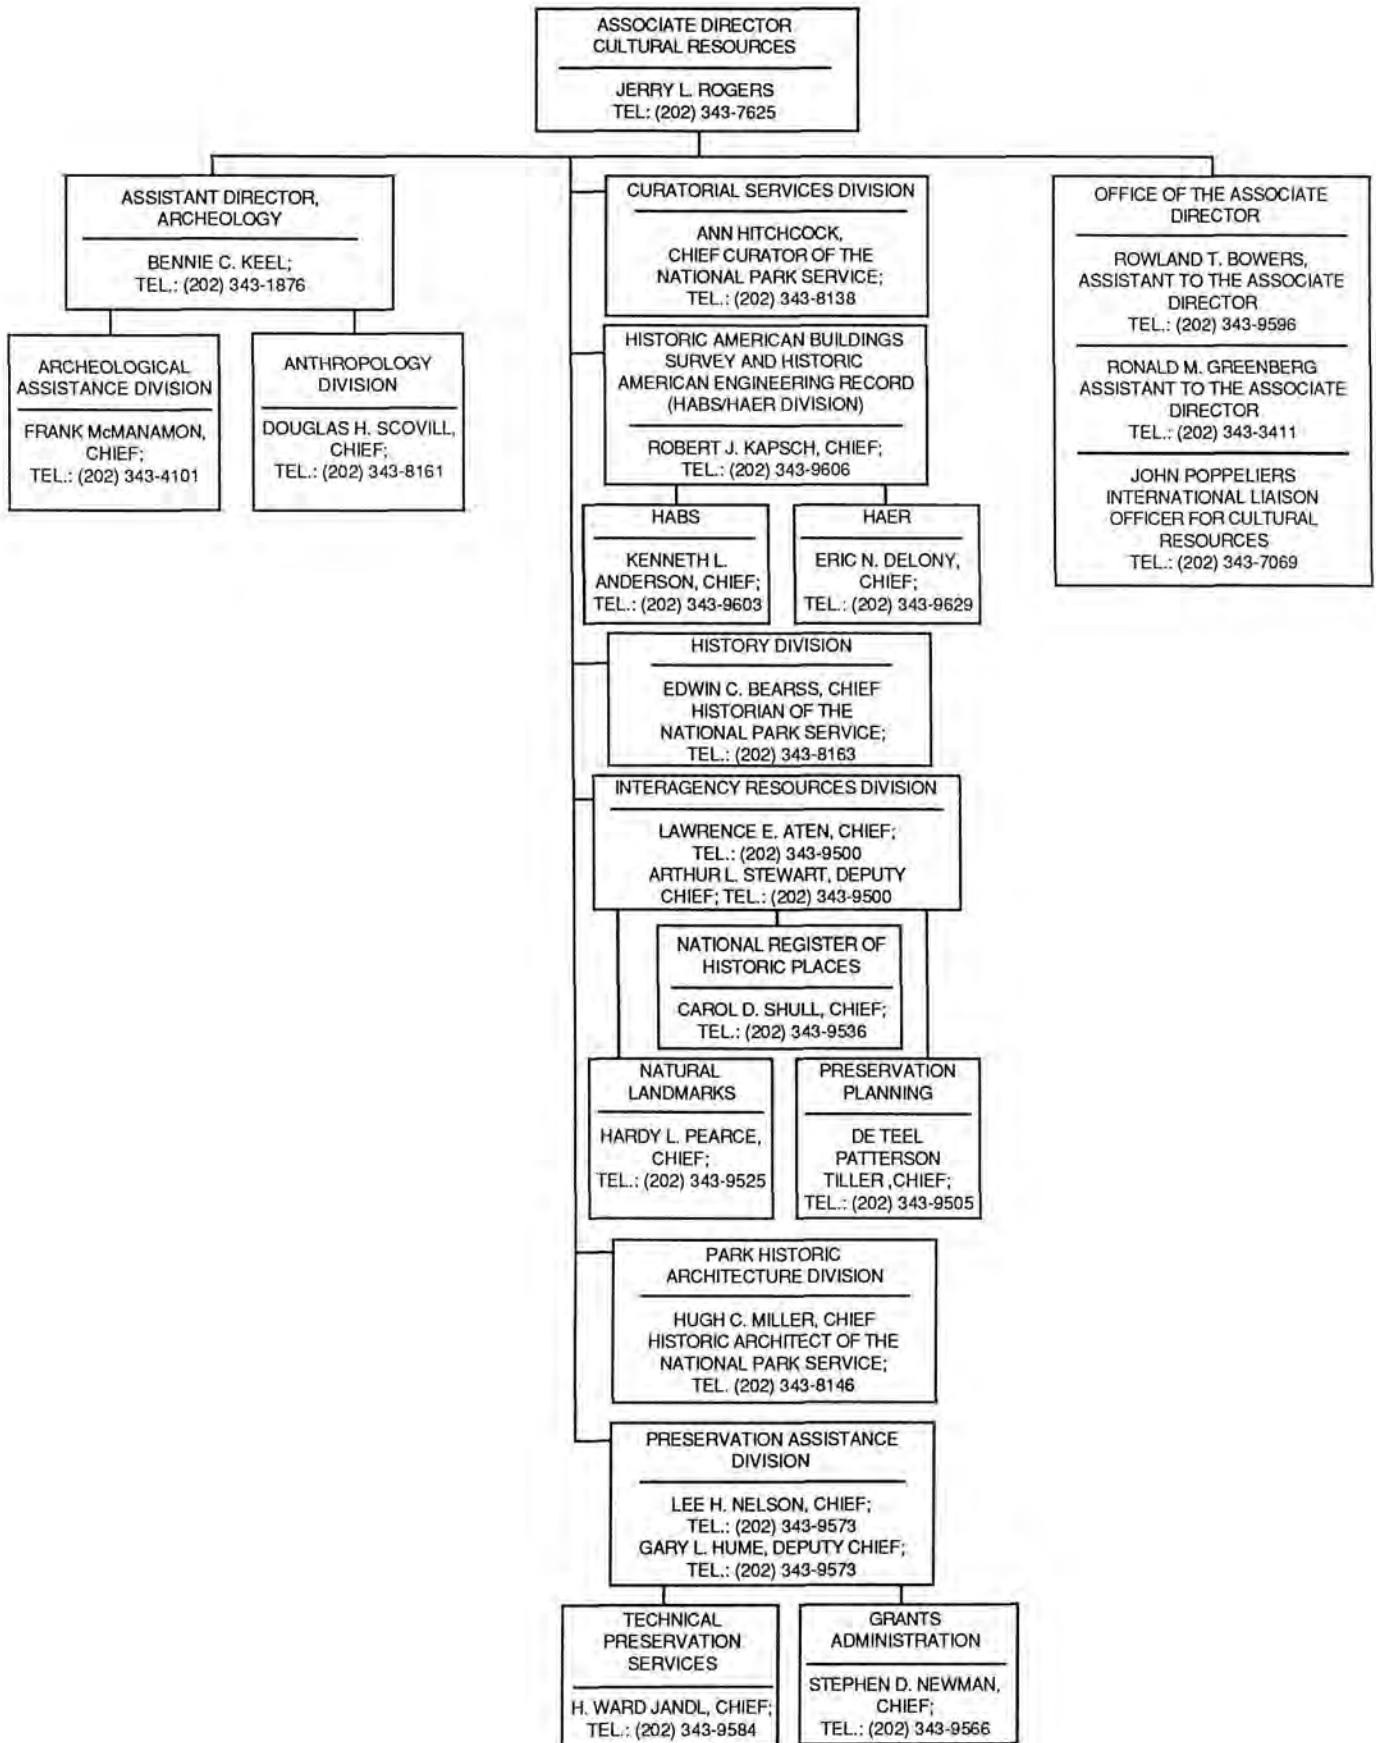 ASSOCIATE DIRECTOR
CULTURAL RESOURCES
JERRY L. ROGERS
TEL: (202) 343-7625
ASSISTANT DIRECTOR,
ARCHEOLOGY
BENNIE C. KEEL;
TEL.: (202) 343-1876
ARCHEOLOGICAL
ASSISTANCE DIVISION
FRANK McMANAMON,
CHIEF;
TEL.: (202) 343-4101
ANTHROPOLOGY
DIVISION
DOUGLAS H. SCOVILL,
CHIEF;
TEL.: (202) 343-8161
CURATORIAL SERVICES DIVISION
ANN HITCHCOCK,
CHIEF CURATOR OF THE
NATIONAL PARK SERVICE;
TEL.: (202) 343-8138
HISTORIC AMERICAN BUILDINGS
SURVEY AND HISTORIC
AMERICAN ENGINEERING RECORD
(HABS/HAER DIVISION)
ROBERT J. KAPSCH, CHIEF;
TEL.: (202) 343-9606
HABS
KENNETH L.
ANDERSON, CHIEF;
TEL.: (202) 343-9603
HAER
ERIC N. DELONY,
CHIEF;
TEL.: (202) 343-9629
HISTORY DIVISION
EDWIN C. BEARSS, CHIEF
HISTORIAN OF THE
NATIONAL PARK SERVICE;
TEL.: (202) 343-8163
INTERAGENCY RESOURCES DIVISION
LAWRENCE E. ATEN, CHIEF;
TEL.: (202) 343-9500
ARTHUR L. STEWART, DEPUTY
CHIEF; TEL.: (202) 343-9500
NATIONAL REGISTER OF
HISTORIC PLACES
CAROL D. SHULL, CHIEF;
TEL.: (202) 343-9536
NATURAL
LANDMARKS
HARDY L. PEARCE,
CHIEF;
TEL.: (202) 343-9525
PRESERVATION
PLANNING
DE TEEL
PATTERSON
TILLER ,CHIEF;
TEL.: (202) 343-9505
PARK HISTORIC
ARCHITECTURE DIVISION
HUGH C. MILLER, CHIEF
HISTORIC ARCHITECT OF THE
NATIONAL PARK SERVICE;
TEL. (202) 343-8146
PRESERVATION ASSISTANCE
DIVISION
LEE H. NELSON, CHIEF;
TEL.: (202) 343-9573
GARY L. HUME, DEPUTY CHIEF;
TEL.: (202) 343-9573
TECHNICAL
PRESERVATION
SERVICES
H. WARD JANDL, CHIEF;
TEL.: (202) 343-9584
GRANTS
ADMINISTRATION
STEPHEN D. NEWMAN,
CHIEF;
TEL.: (202) 343-9566
OFFICE OF THE ASSOCIATE
DIRECTOR
ROWLAND T. BOWERS,
ASSISTANT TO THE ASSOCIATE
DIRECTOR
TEL.: (202) 343-9596
RONALD M. GREENBERG
ASSISTANT TO THE ASSOCIATE
DIRECTOR
TEL.: (202) 343-3411
JOHN POPPELIERS
INTERNATIONAL LIAISON
OFFICER FOR CULTURAL
RESOURCES
TEL.: (202) 343-7069